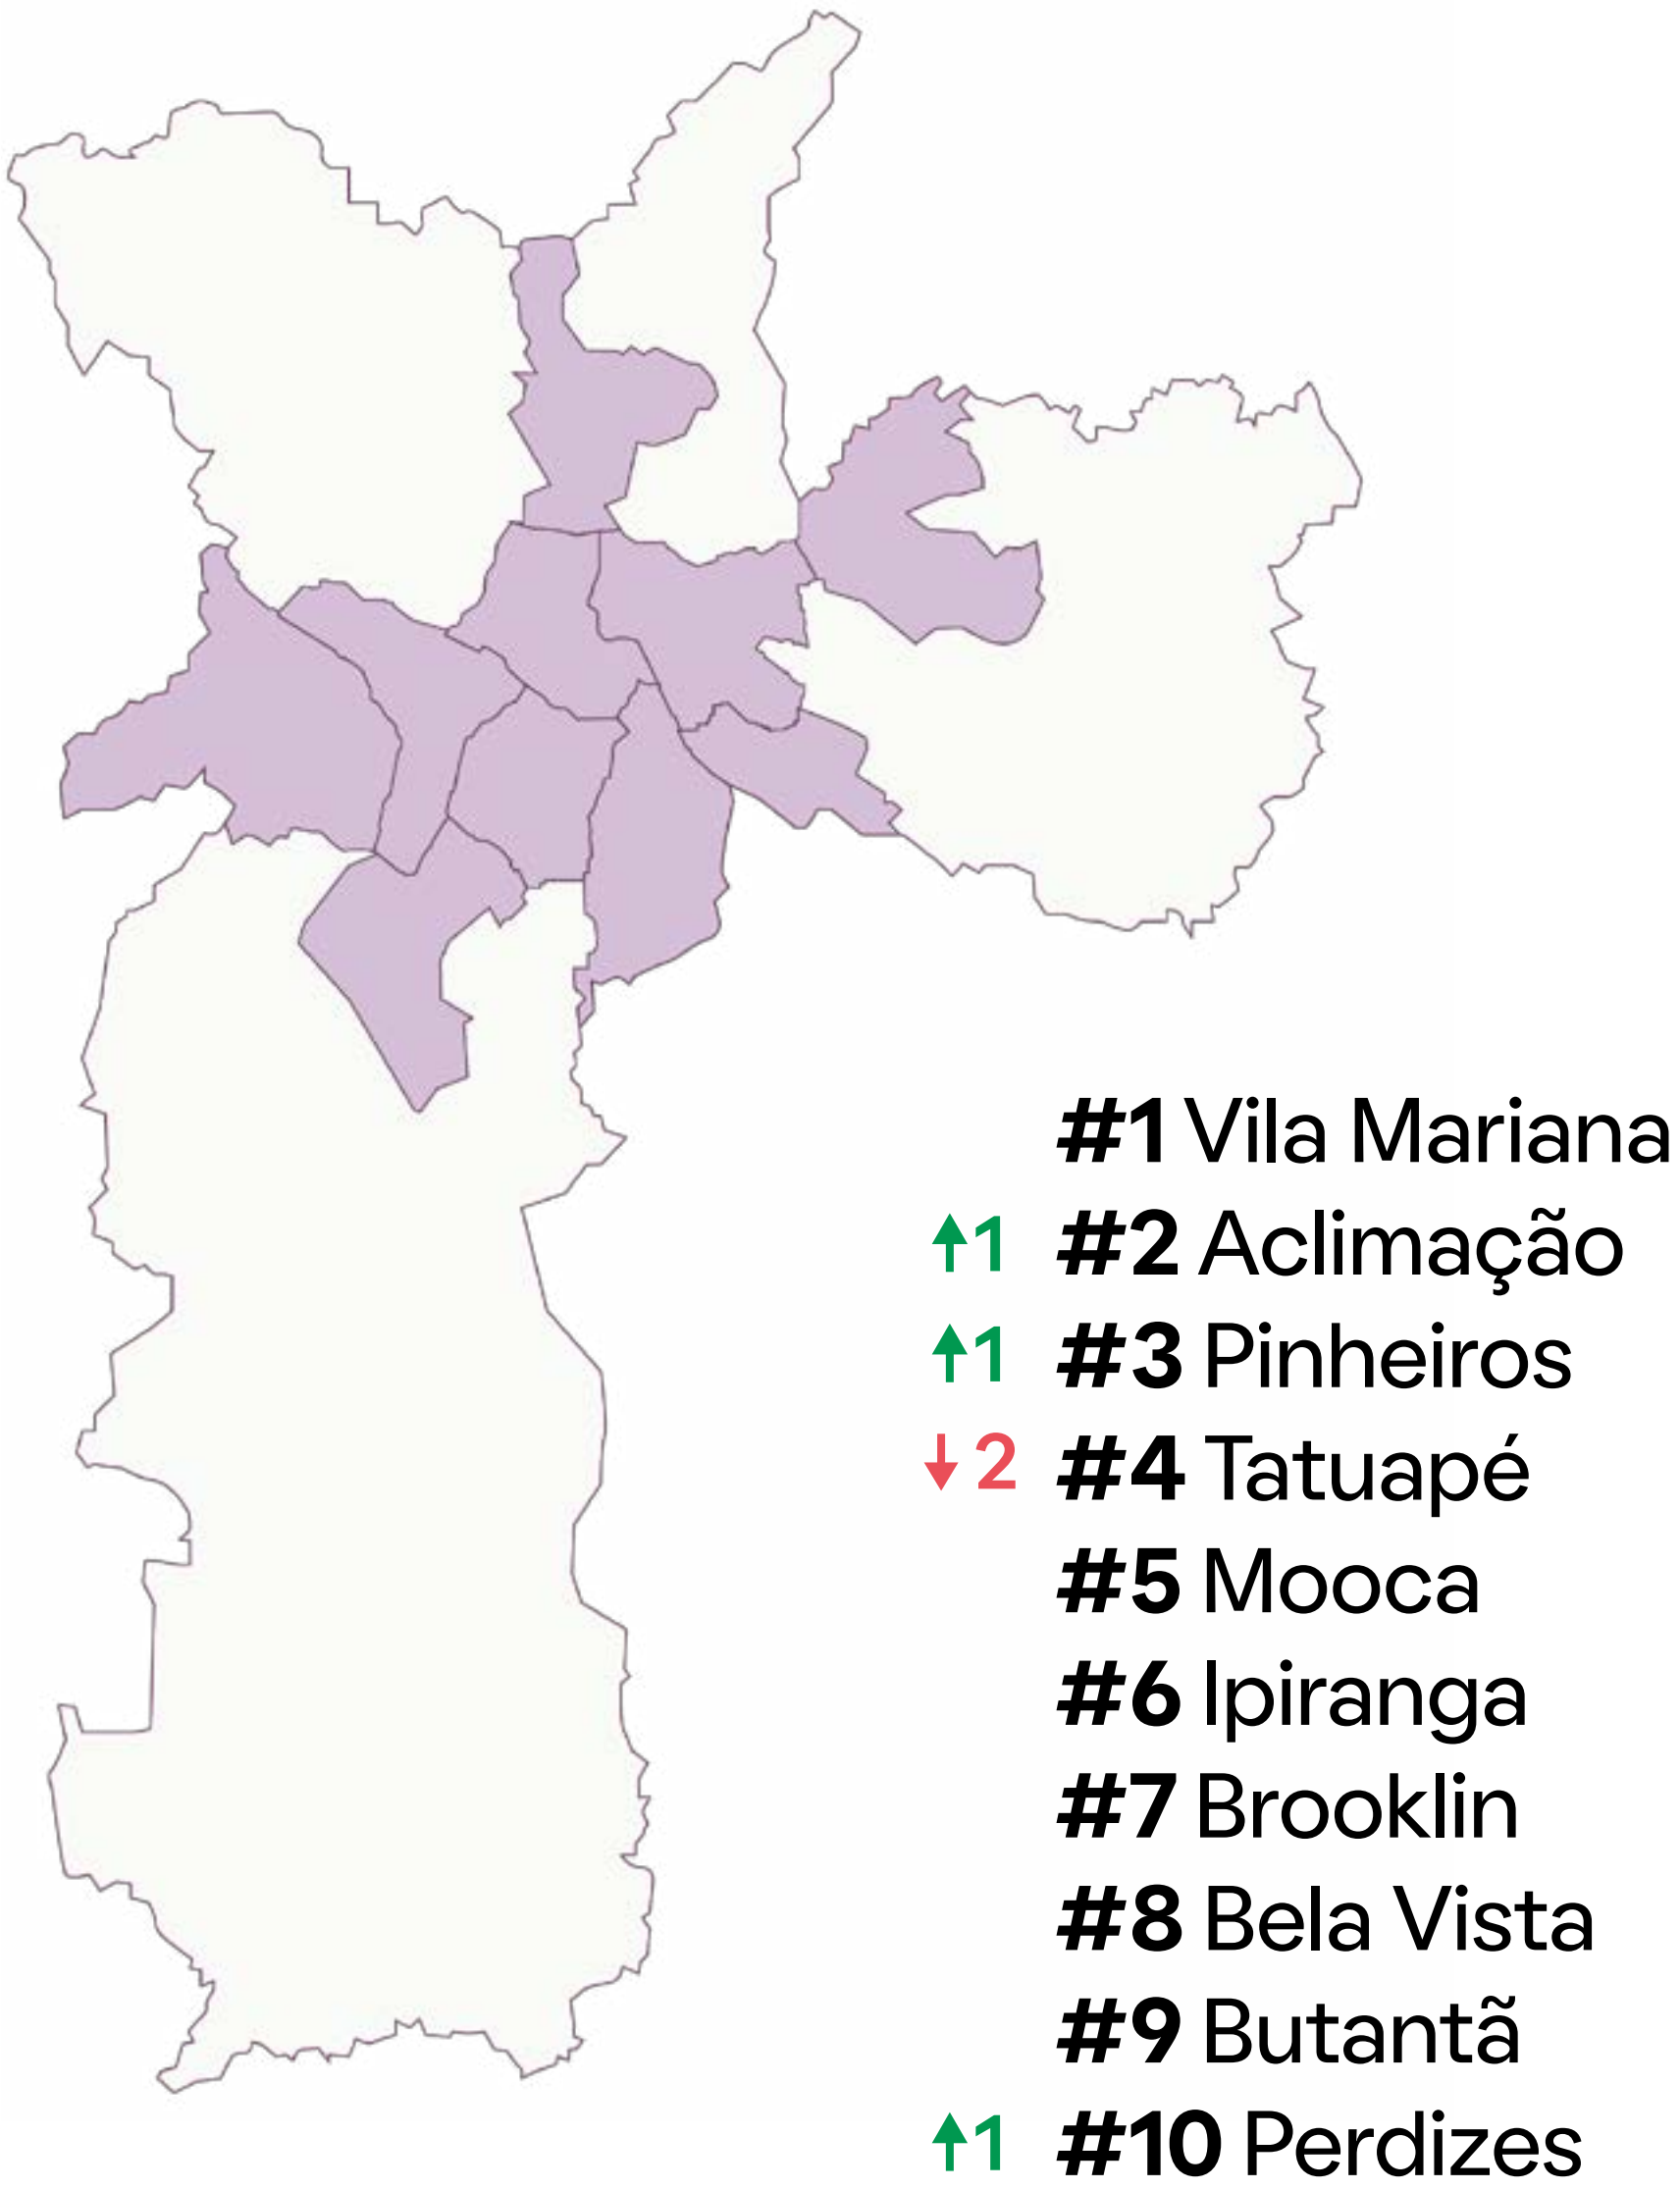 #1 Vila Mariana
↑1 #2 Aclimação
↑1 #3 Pinheiros
↓2 #4 Tatuapé
#5 Mooca
#6 Ipiranga
#7 Brooklin
#8 Bela Vista
#9 Butantã
↑1 #10 Perdizes